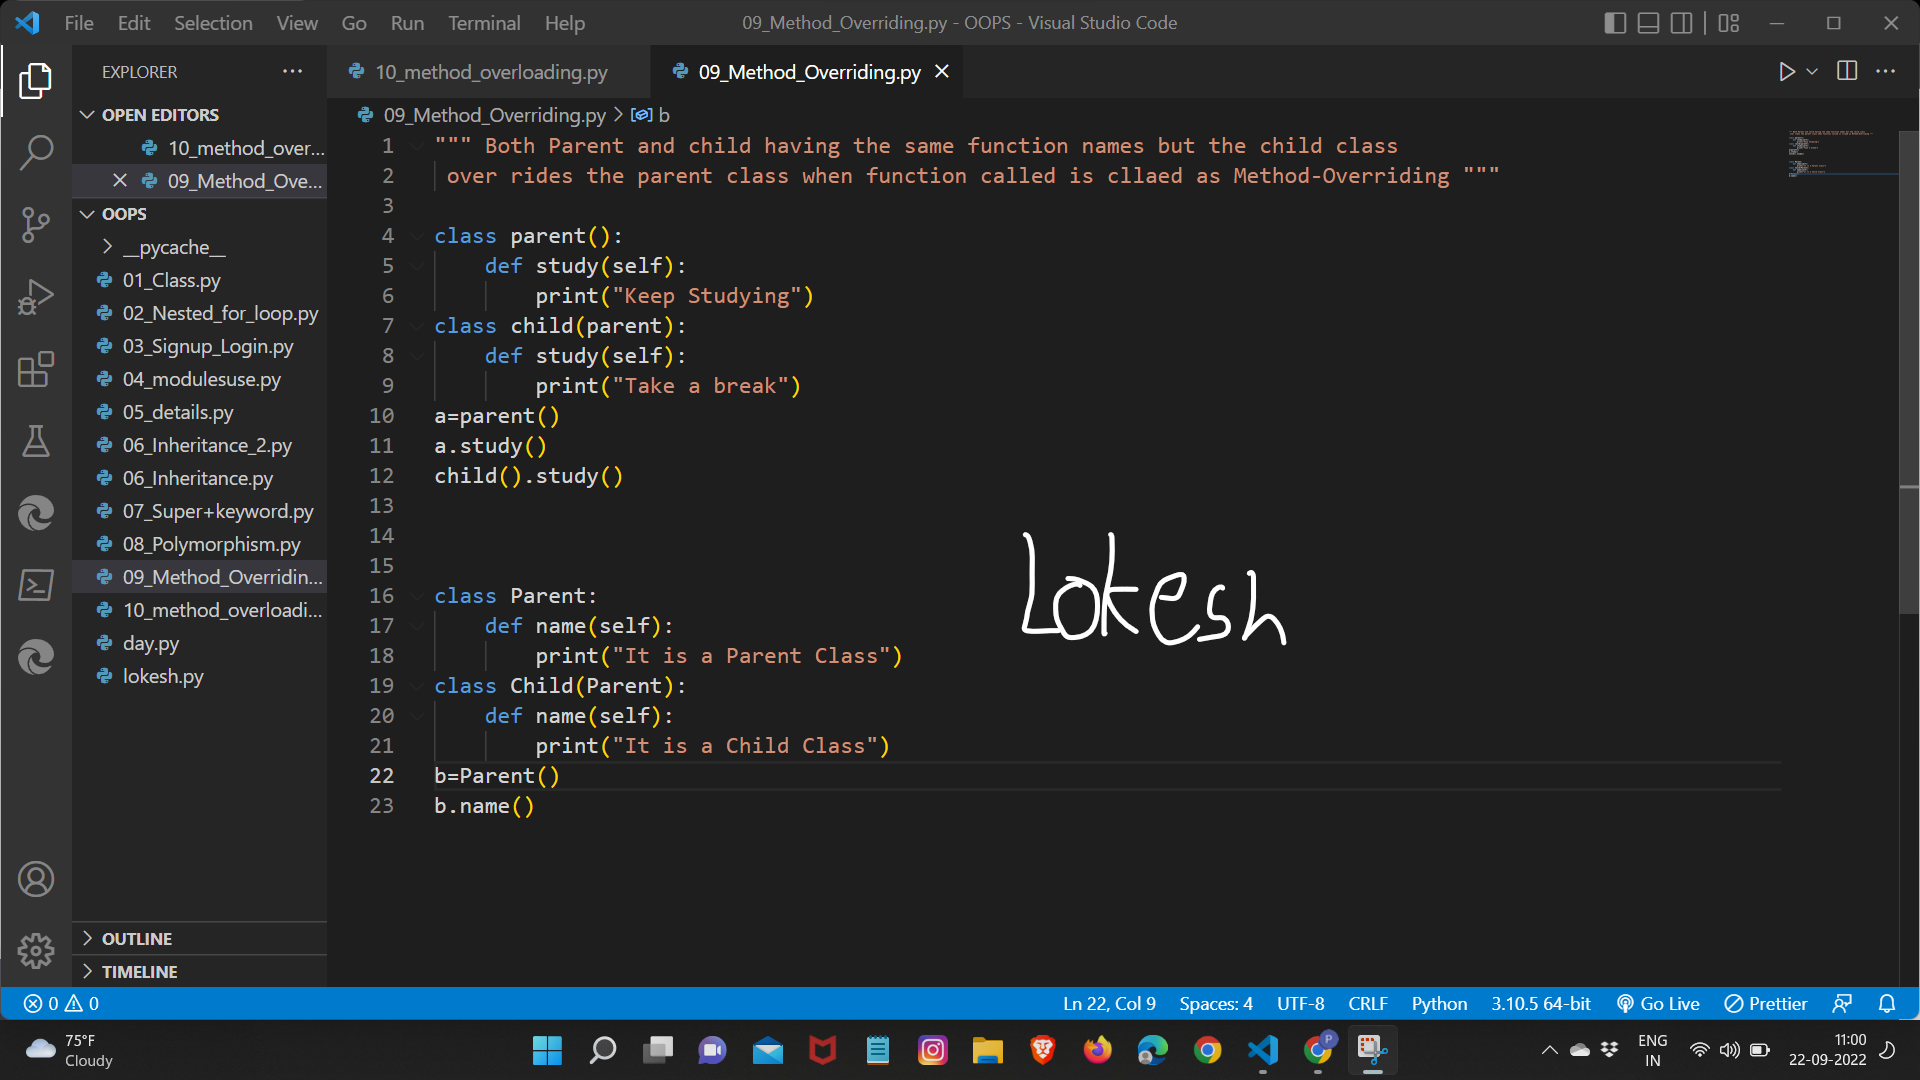 File Edit Selection View Go Run Terminal Help
09_Method_Overriding.py - OOPS - Visual Studio Code
EXPLORER
OPEN EDITORS
10_method_over...
09_Method_Ove...
OOPS
__pycache__
01_Class.py
02_Nested_for_loop.py
03_Signup_Login.py
04_modulesuse.py
05_details.py
06_Inheritance_2.py
06_Inheritance.py
07_Super+keyword.py
08_Polymorphism.py
09_Method_Overridin...
10_method_overloadi...
day.py
lokesh.py
OUTLINE
TIMELINE
10_method_overloading.py
09_Method_Overriding.py
09_Method_Overriding.py > b
1 """ Both Parent and child having the same function names but the child class
2 over rides the parent class when function called is cllaed as Method-Overriding """
3
4 class parent():
5 def study(self):
6 print("Keep Studying")
7 class child(parent):
8 def study(self):
9 print("Take a break")
10 a=parent()
11 a.study()
12 child().study()
13
14
15
16 class Parent:
17 def name(self):
18 print("It is a Parent Class")
19 class Child(Parent):
20 def name(self):
21 print("It is a Child Class")
22 b=Parent()
23 b.name()
Lokesh
0 0
Ln 22, Col 9 Spaces: 4 UTF-8 CRLF Python 3.10.5 64-bit Go Live Prettier
75°F
Cloudy
P
ENG
IN
11:00
22-09-2022